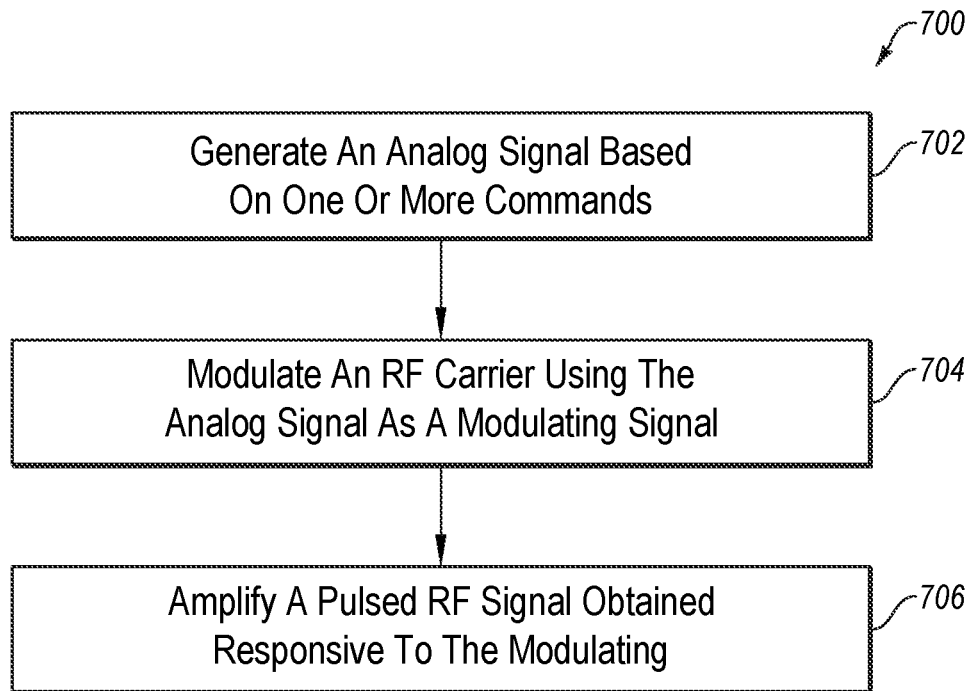 700
Generate An Analog Signal Based
On One Or More Commands
702
Modulate An RF Carrier Using The
Analog Signal As A Modulating Signal
704
Amplify A Pulsed RF Signal Obtained
Responsive To The Modulating
706